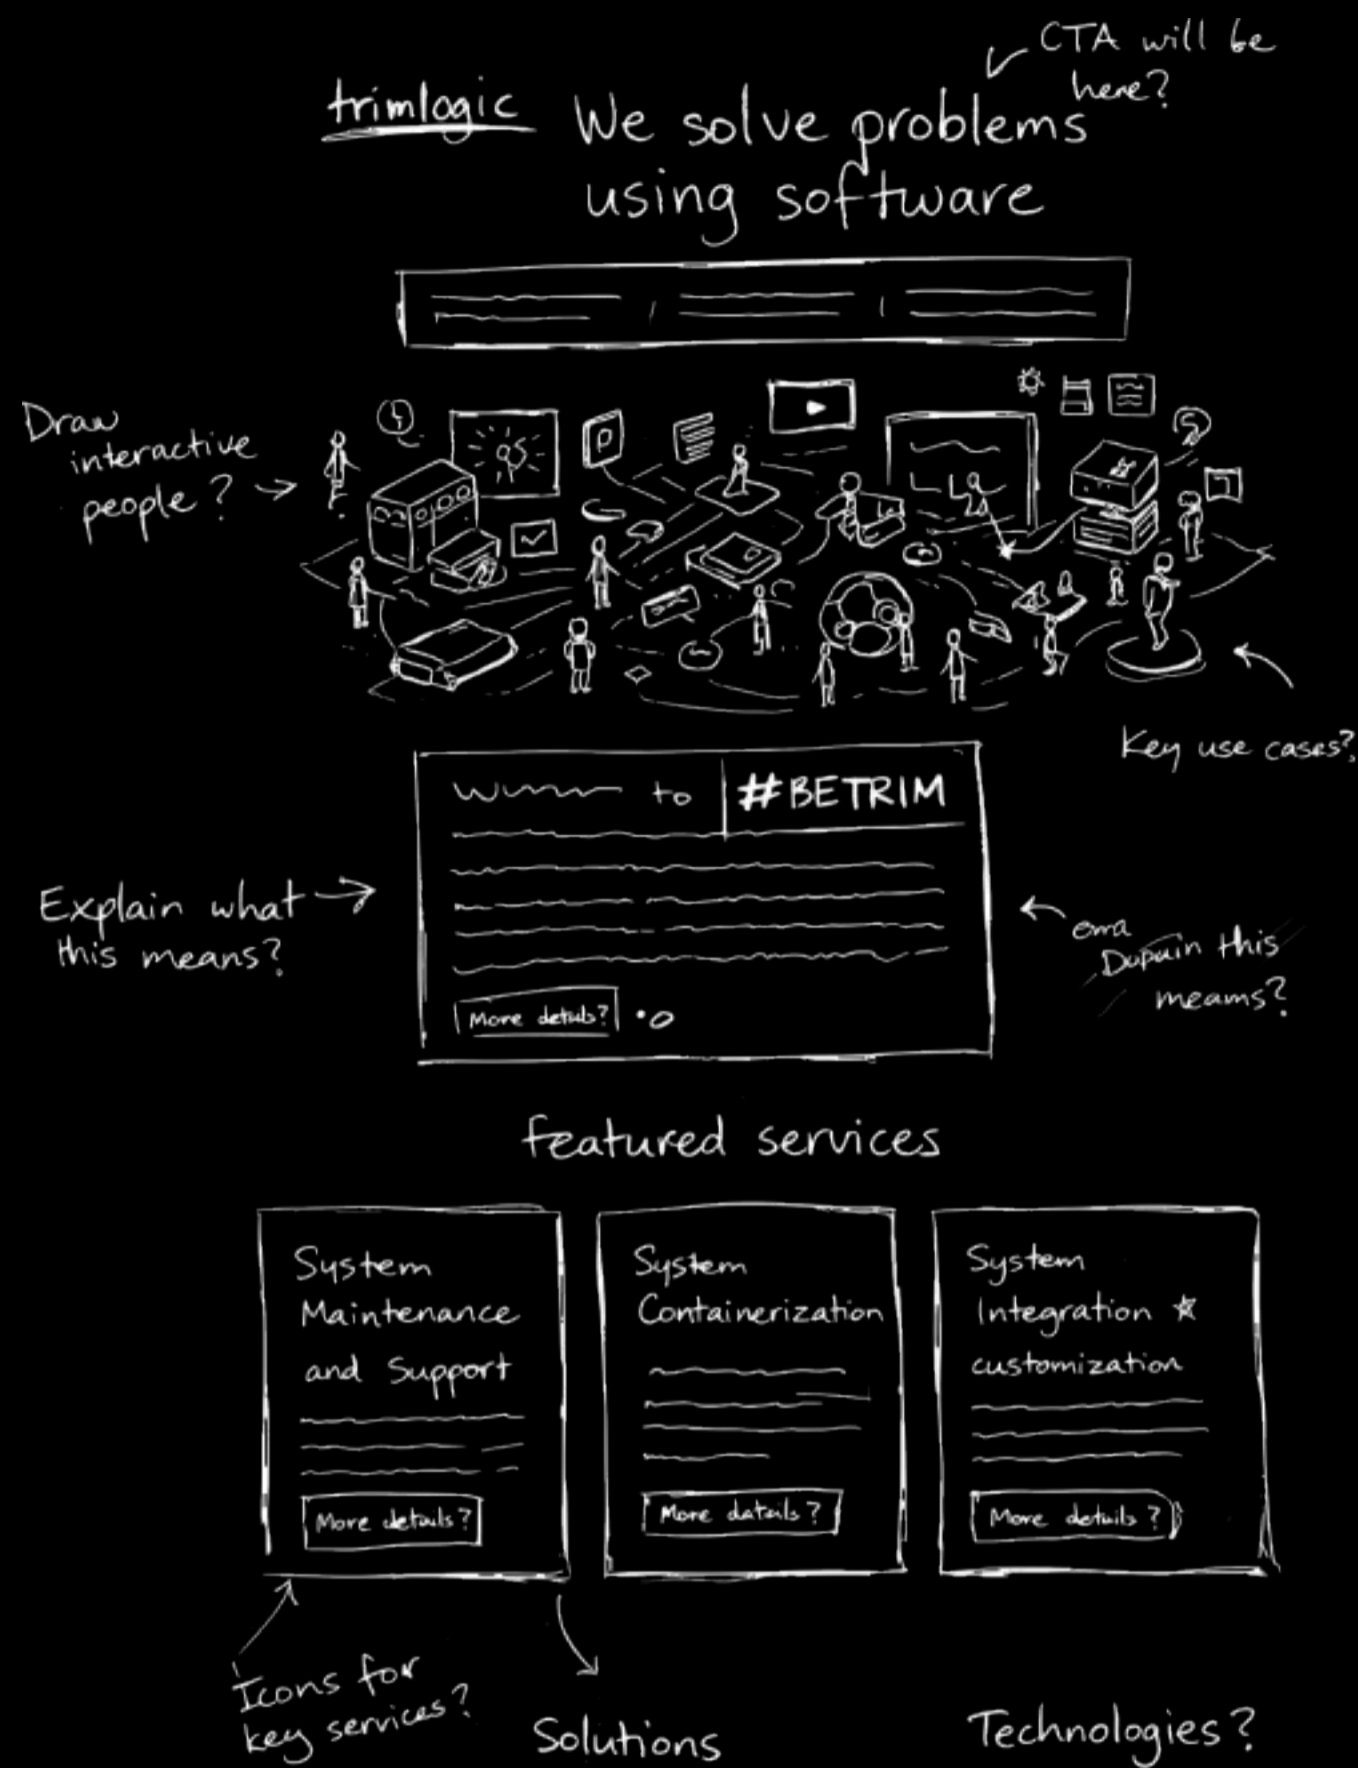 CTA will be
here?
trimlogic
We solve problems
using software
Draw
interactive
people?
Key use cases?
to #BETRIM
Explain what
this means?
this
means?
More details?
featured services
System
Maintenance
and Support
More details?
System
Containerization
More details?
System
Integration
customization
More details?
Icons for
key services?
Solutions
Technologies?